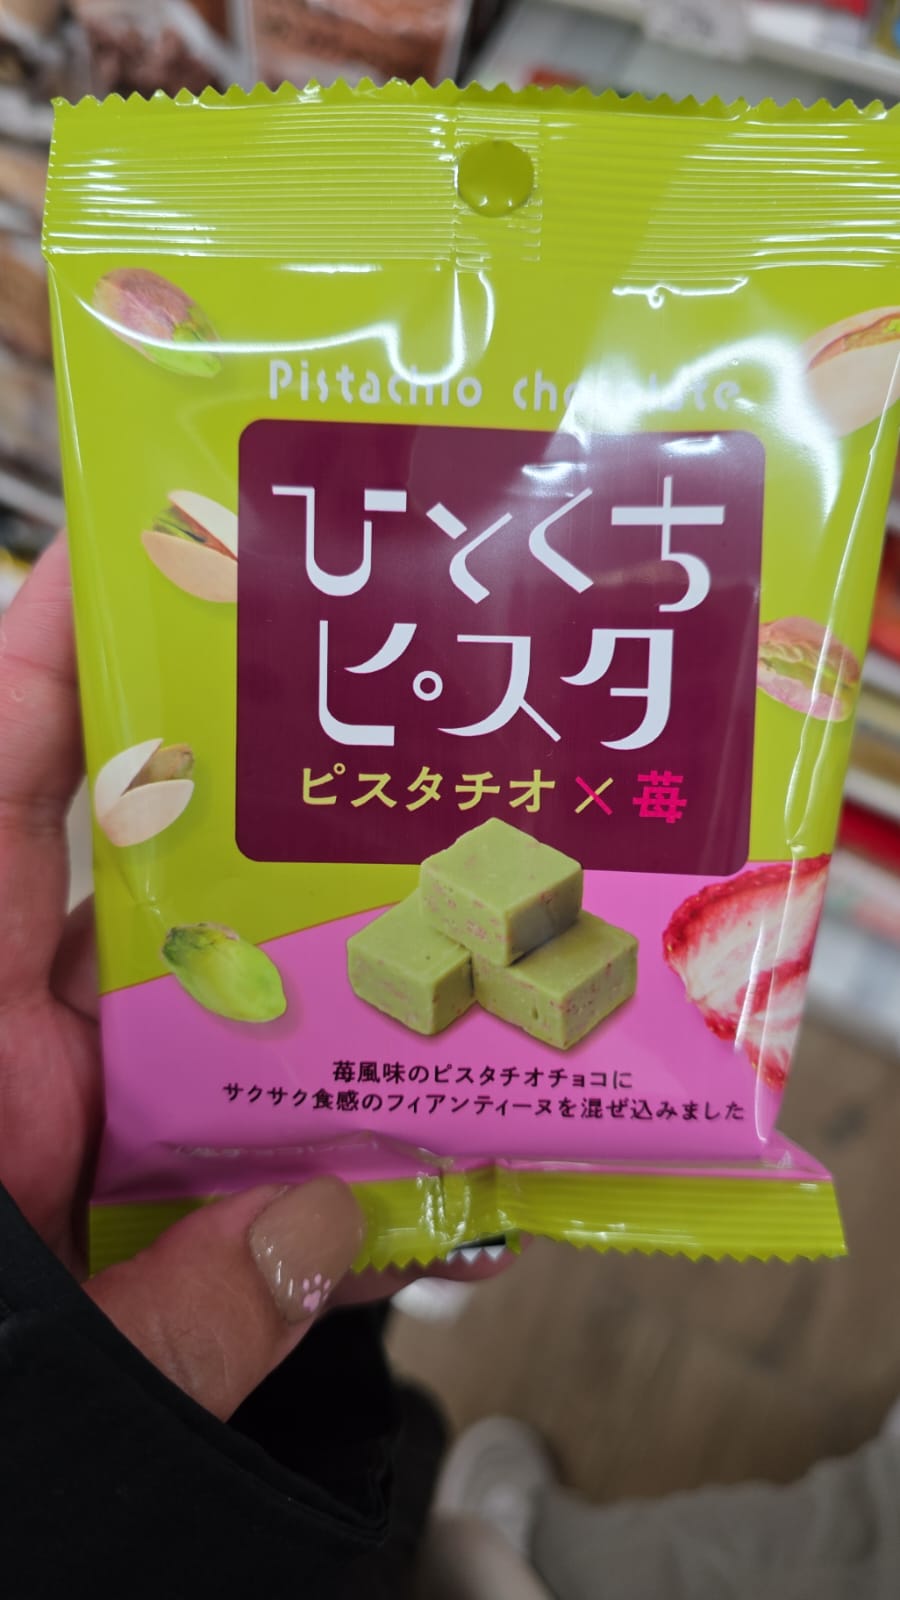 Pistachio chocolate
ひとくち
ピスタ
ピスタチオ×苺
苺風味のピスタチオチョコに
サクサク食感のフィアンティーヌを混ぜ込みました